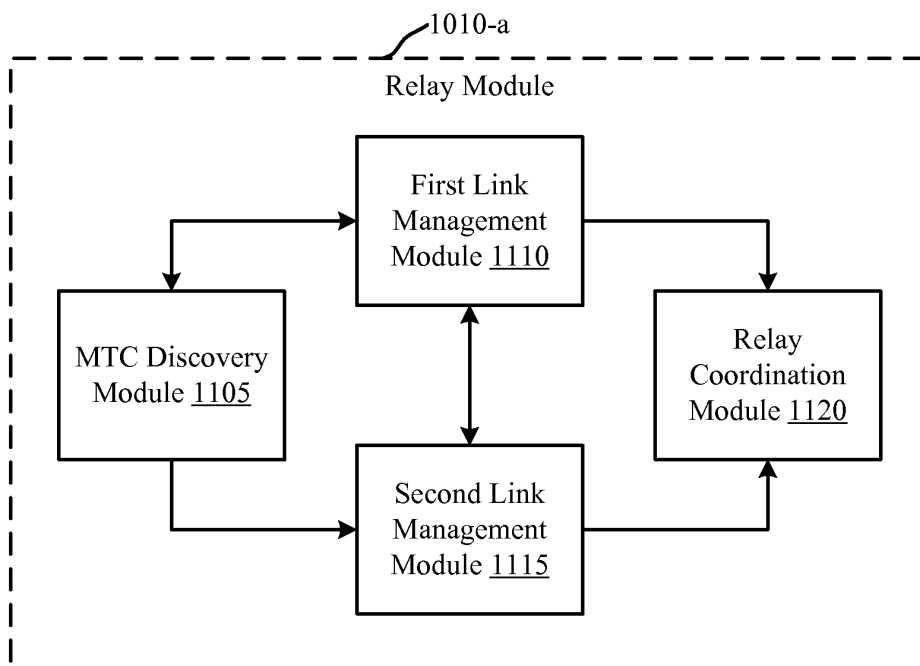 1010-a
Relay Module
First Link
Management
Module 1110
MTC Discovery
Module 1105
Relay
Coordination
Module 1120
Second Link
Management
Module 1115